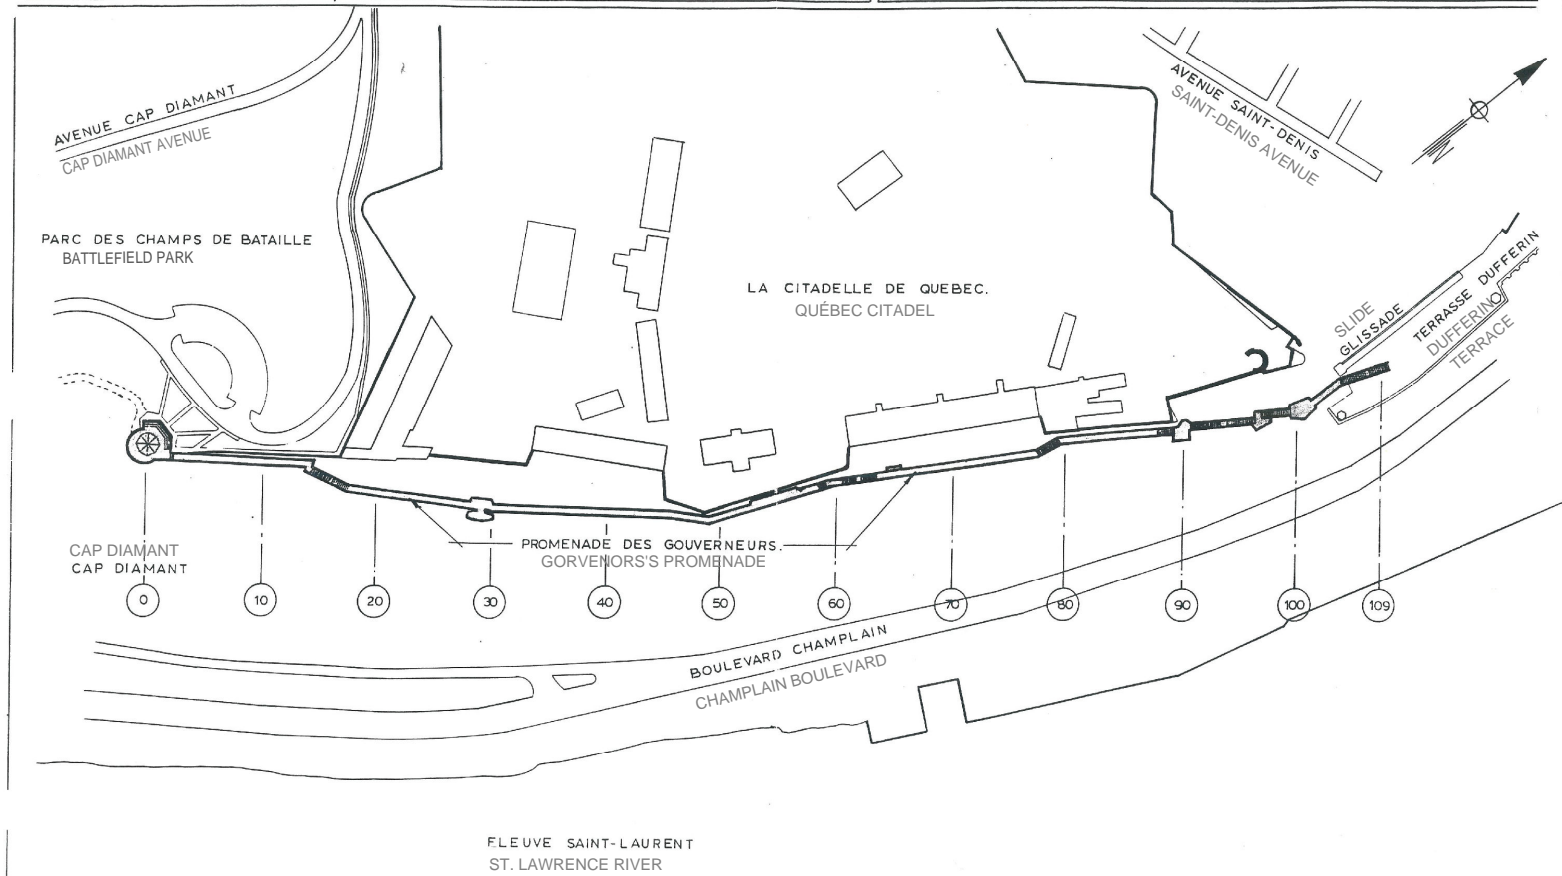 AVENUE CAP DIAMANT
CAP DIAMANT AVENUE
AVENUE SAINT-DENIS
SAINT-DENIS AVENUE
N
PARC DES CHAMPS DE BATAILLE
BATTLEFIELD PARK
LA CITADELLE DE QUEBEC.
QUÉBEC CITADEL
SLIDE
GLISSADE
TERRASSE DUFFERIN
DUFFERIN
TERRACE
CAP DIAMANT
CAP DIAMANT
PROMENADE DES GOUVERNEURS.
GORVENORS'S PROMENADE
0 10 20 30 40 50 60 70 80 90 100 109
BOULEVARD CHAMPLAIN
CHAMPLAIN BOULEVARD
FLEUVE SAINT-LAURENT
ST. LAWRENCE RIVER